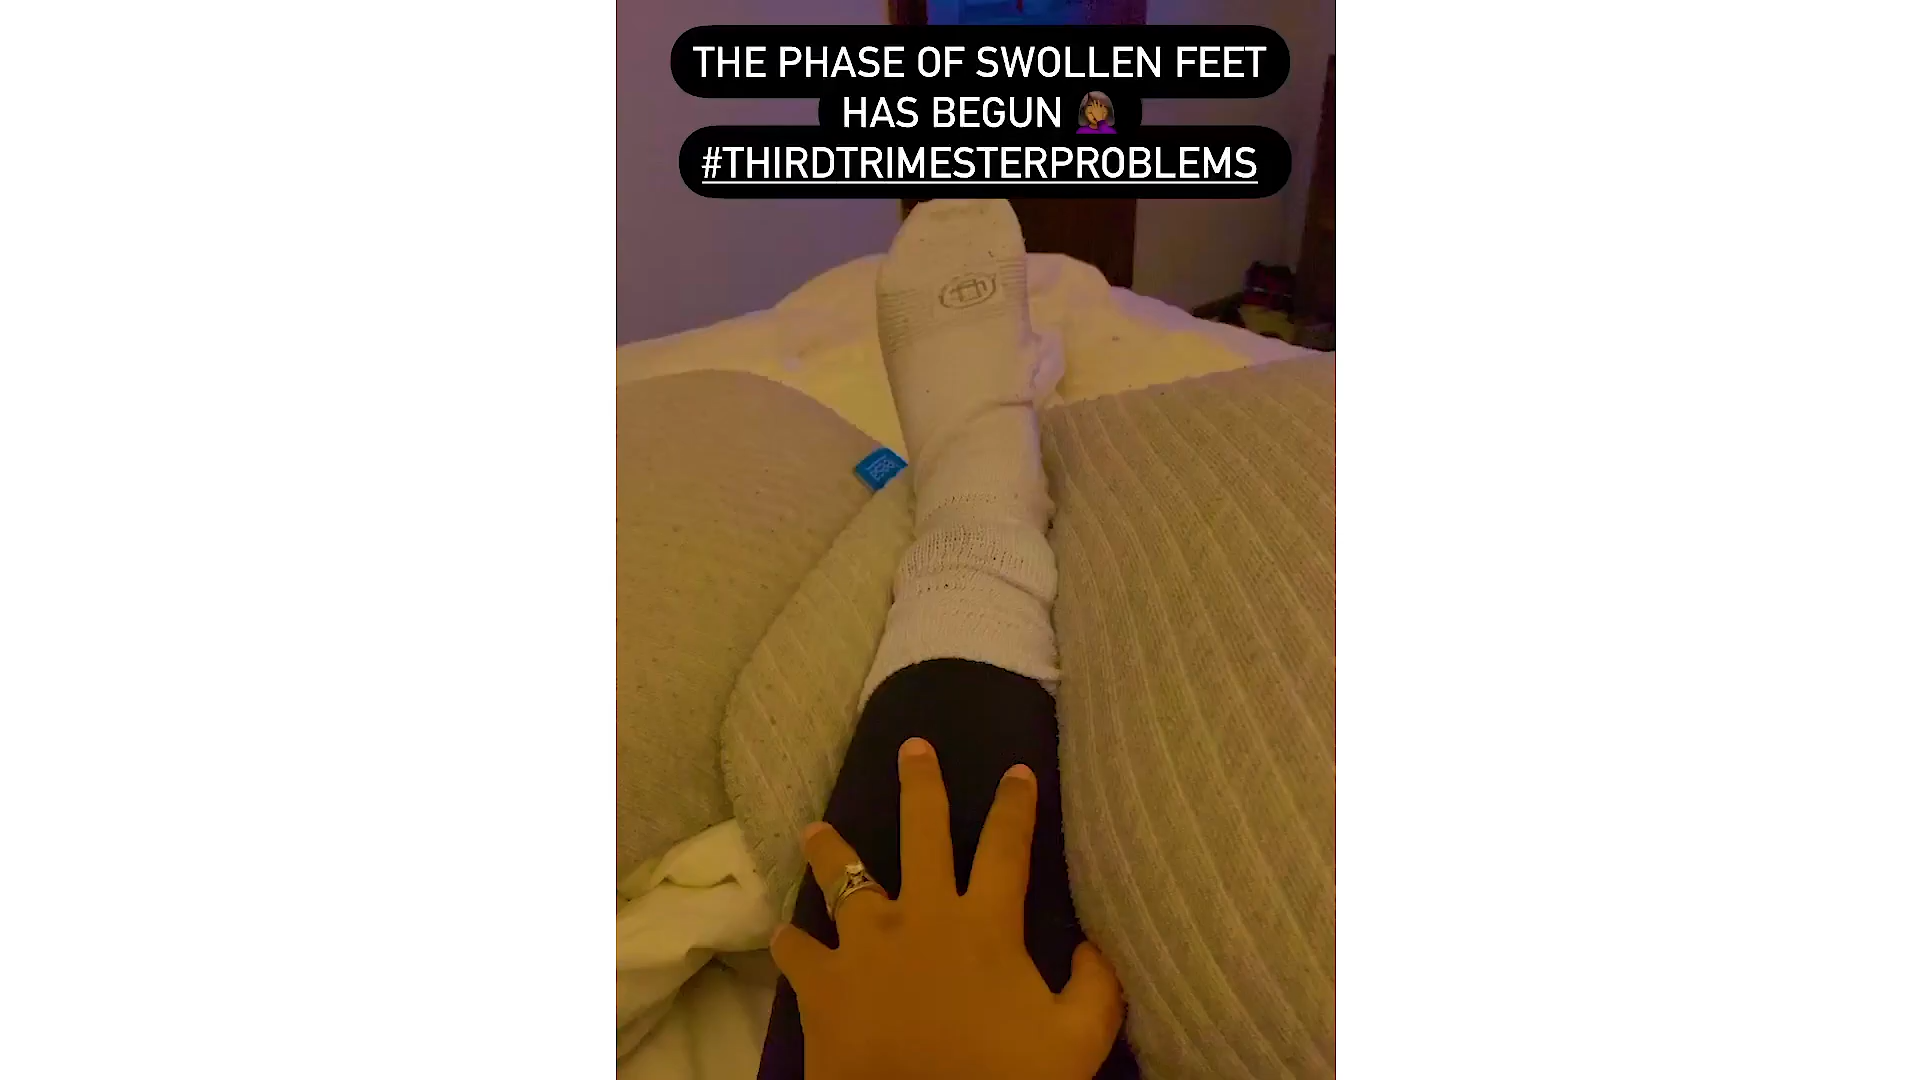 THE PHASE OF SWOLLEN FEET
HAS BEGUN 🤦🏽‍♀️
#THIRDTRIMESTERPROBLEMS